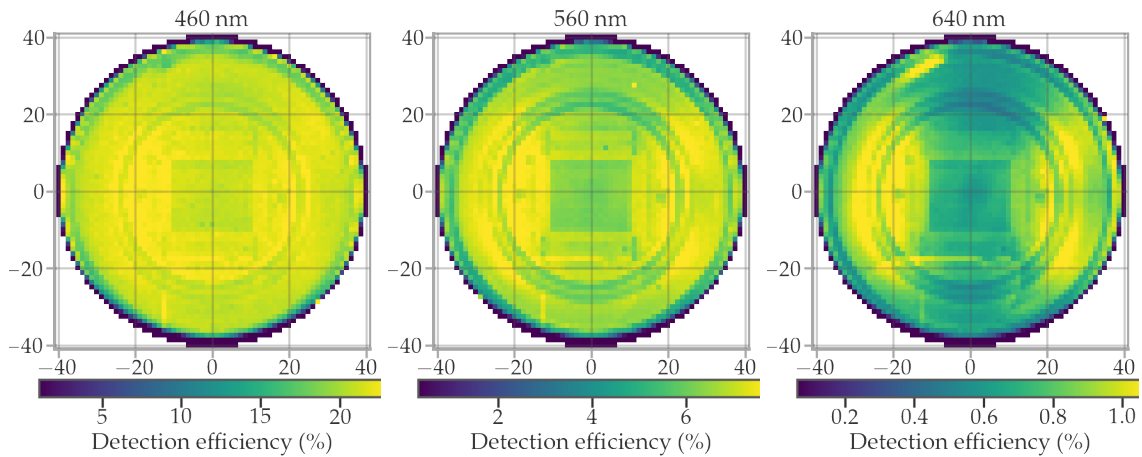 460 nm 560 nm 640 nm
40 40 40
20 20 20
0 0 0
−20 −20 −20
−40 −40 −40
−40 −20 0 20 40 −40 −20 0 20 40 −40 −20 0 20 40
5 10 15 20 2 4 6 0.2 0.4 0.6 0.8 1.0
Detection efficiency (%) Detection efficiency (%) Detection efficiency (%)